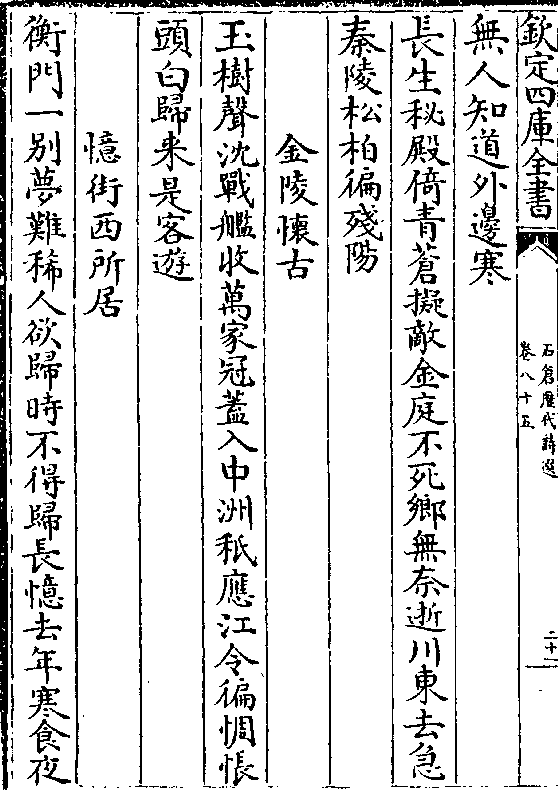 欽定四庫全書
石倉歷代詩選
卷八十五
二十一
無人知道外邊寒
長生秘殿倚青蒼擬敵金庭不死鄉無奈逝川東去急
秦陵松柏徧殘陽
金陵懷古
玉樹聲沈戰艦收萬家冠蓋入中洲秖應江令徧惆悵
頭白歸来是客遊
憶街西所居
衡門一别夢難稀人欲歸時不得歸長憶去年寒食夜